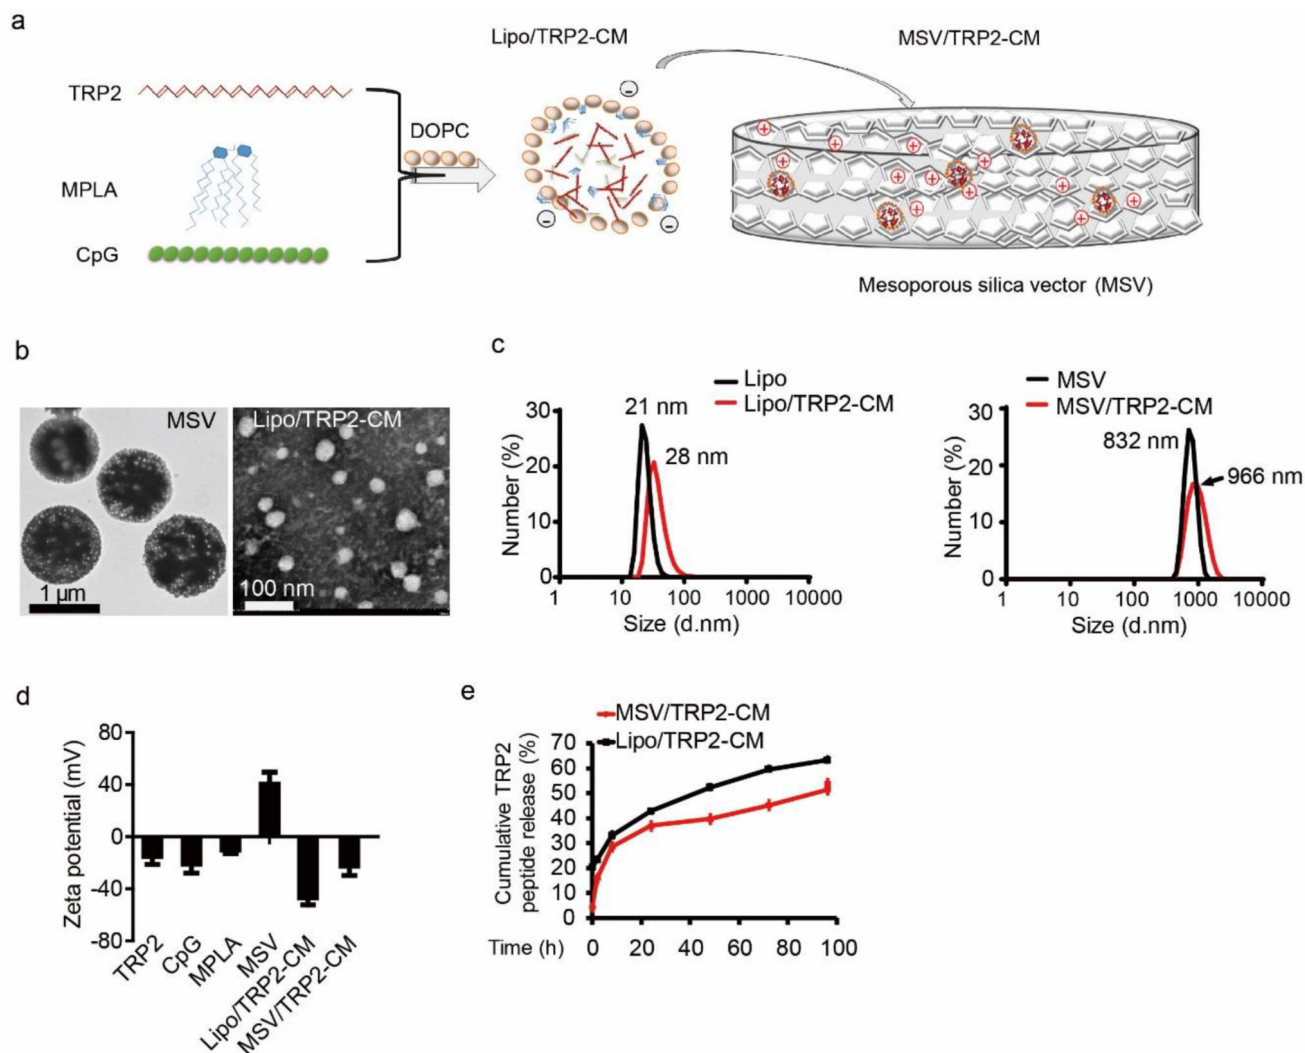 a
Lipo/TRP2-CM
MSV/TRP2-CM
TRP2
DOPC
MPLA
CpG
Mesoporous silica vector (MSV)
b
MSV
Lipo/TRP2-CM
1 µm
100 nm
c
Lipo
Lipo/TRP2-CM
21 nm
28 nm
Number (%)
30
20
10
0
1 10 100 1000 10000
Size (d.nm)
MSV
MSV/TRP2-CM
832 nm
966 nm
Number (%)
30
20
10
0
1 10 100 1000 10000
Size (d.nm)
d
Zeta potential (mV)
80
40
0
-40
-80
TRP2
CpG
MPLA
MSV
Lipo/TRP2-CM
MSV/TRP2-CM
e
MSV/TRP2-CM
Lipo/TRP2-CM
Cumulative TRP2
peptide release (%)
70
60
50
40
30
20
10
0
Time (h) 0 20 40 60 80 100